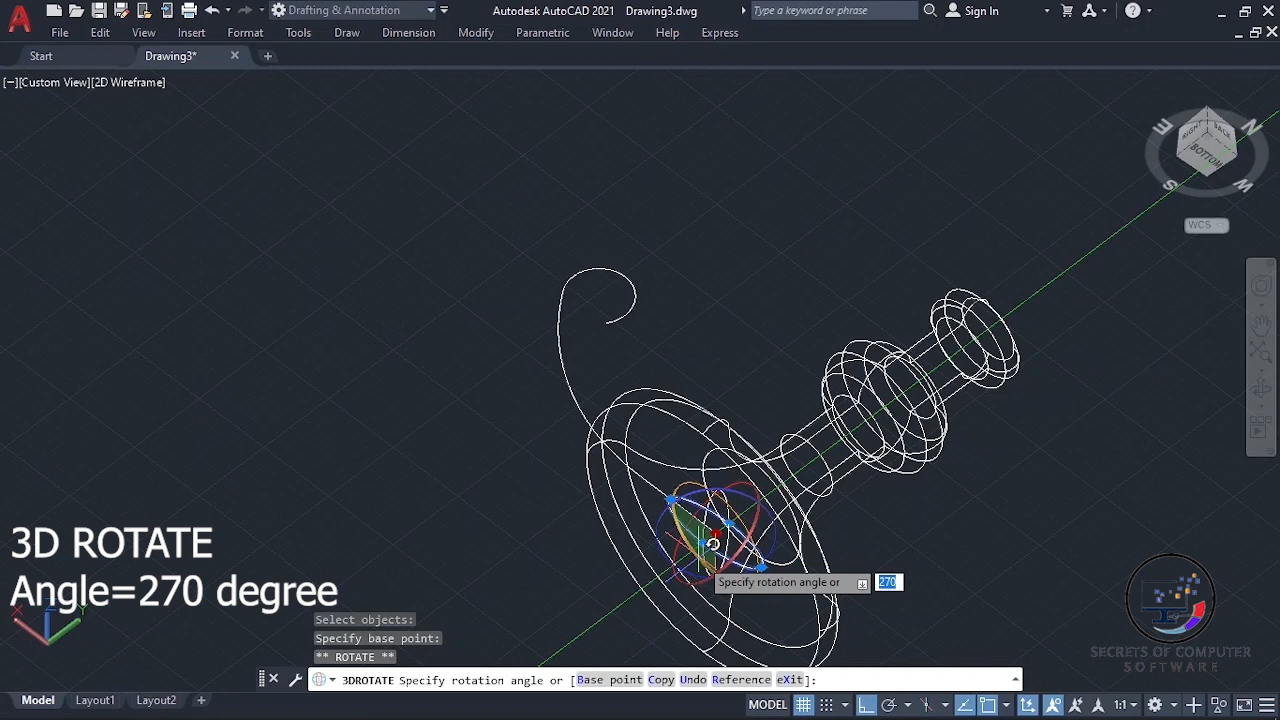 Drafting & Annotation
Autodesk AutoCAD 2021 Drawing3.dwg
Type a keyword or phrase
Sign In
File Edit View Insert Format Tools Draw Dimension Modify Parametric Window Help Express
Start
Drawing3*
[−][Custom View][2D Wireframe]
N
E
RIGHT
BACK
BOTTOM
S
W
WCS
3D ROTATE
Angle=270 degree
Specify rotation angle or 270
Select objects:
Specify base point:
** ROTATE **
3DROTATE Specify rotation angle or [Base point Copy Undo Reference eXit]:
SECRETS OF COMPUTER
SOFTWARE
Model Layout1 Layout2
MODEL
1:1